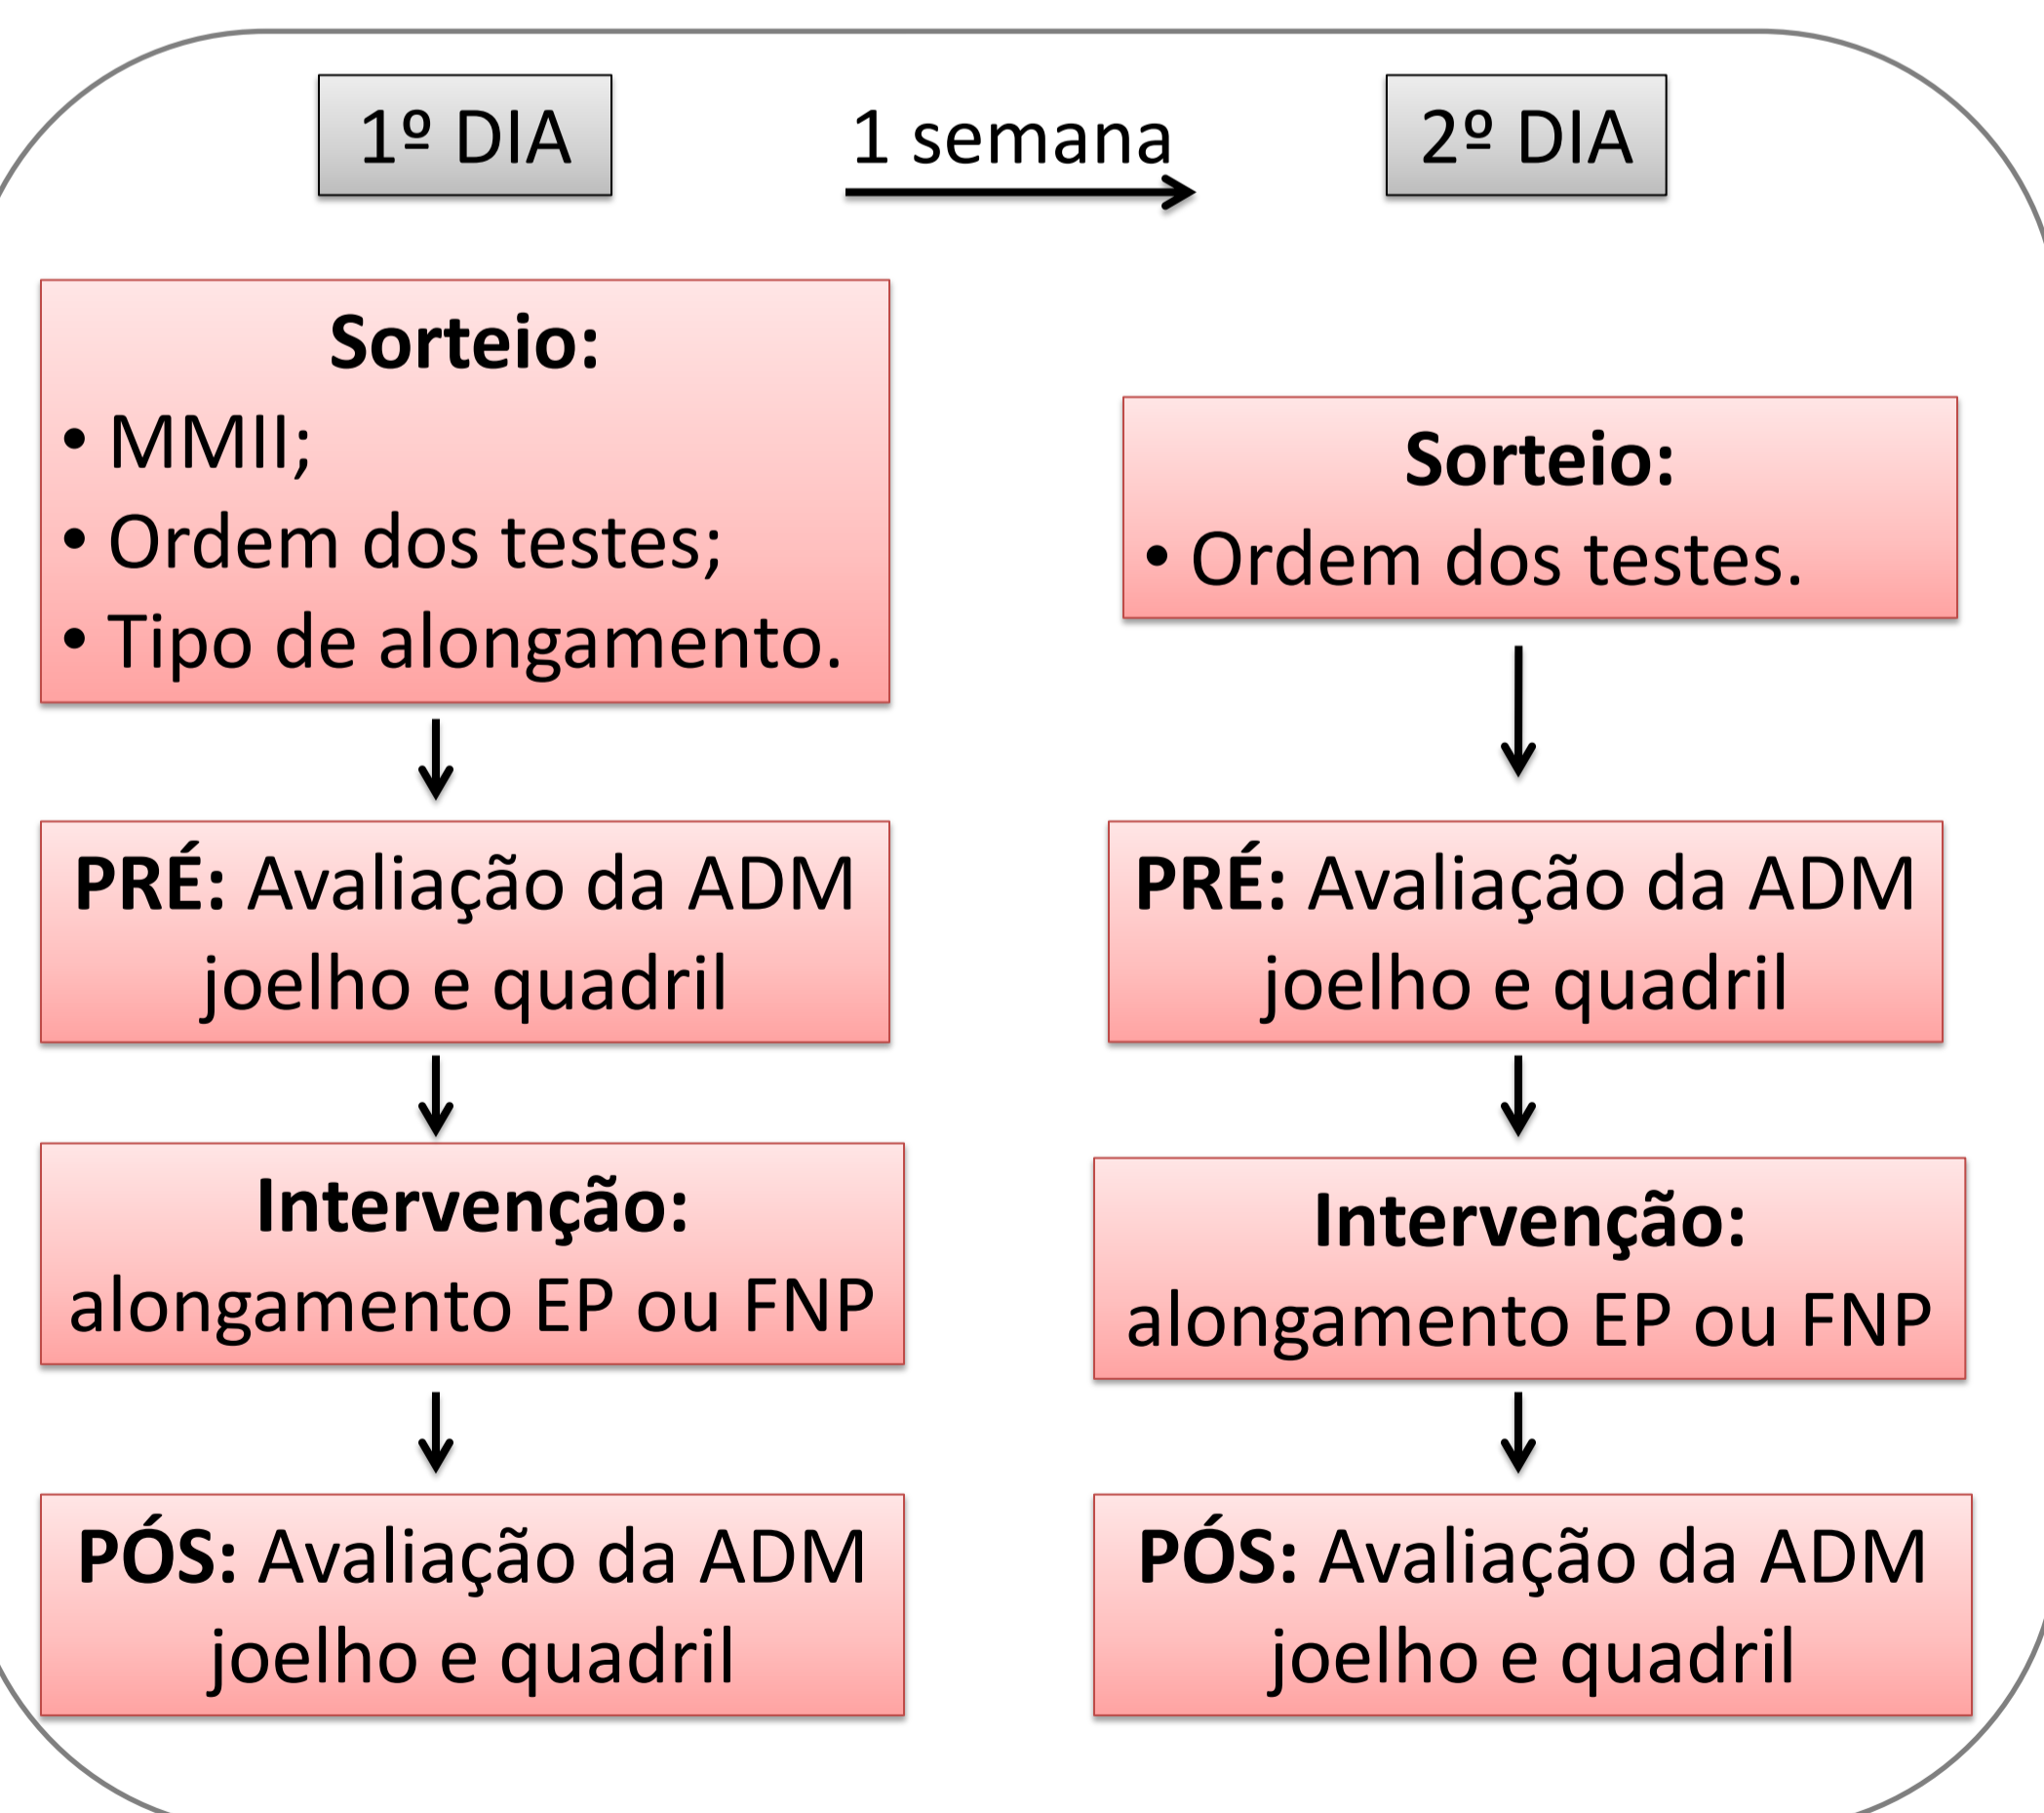 1º DIA
1 semana
2º DIA
Sorteio:
• MMII;
• Ordem dos testes;
• Tipo de alongamento.
PRÉ: Avaliação da ADM
joelho e quadril
Intervenção:
alongamento EP ou FNP
PÓS: Avaliação da ADM
joelho e quadril
Sorteio:
• Ordem dos testes.
PRÉ: Avaliação da ADM
joelho e quadril
Intervenção:
alongamento EP ou FNP
PÓS: Avaliação da ADM
joelho e quadril